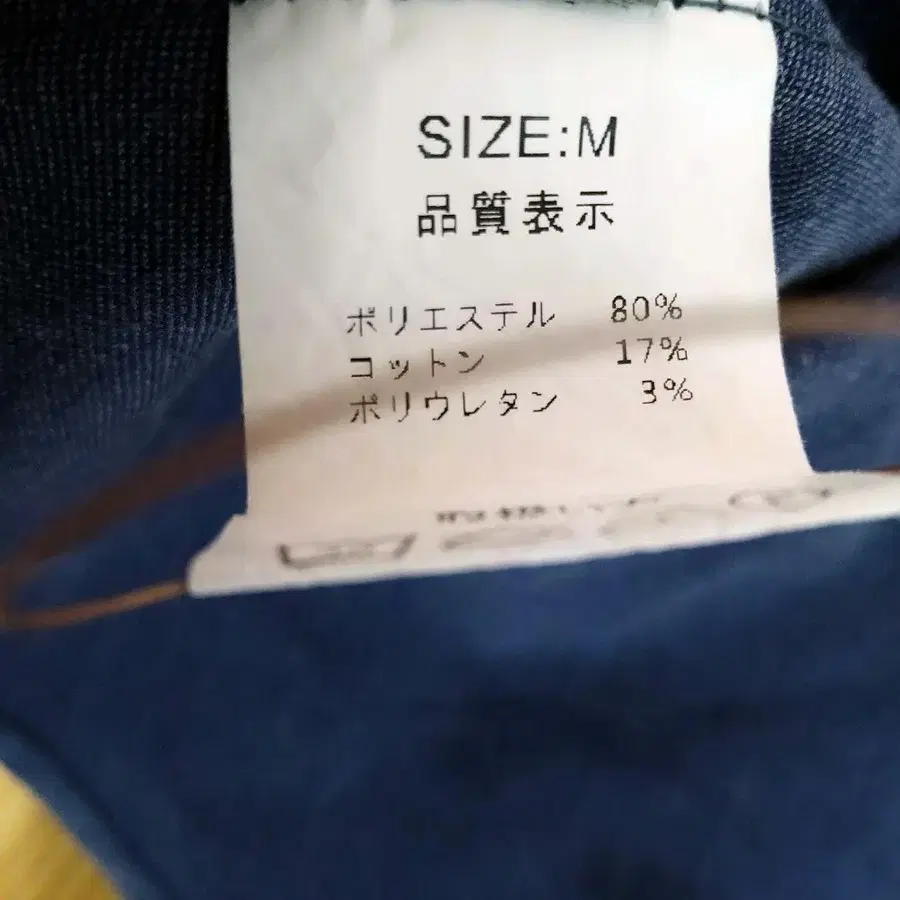 SIZE:M
品質表示
ポリエステル 80%
コットン 17%
ポリウレタン 3%